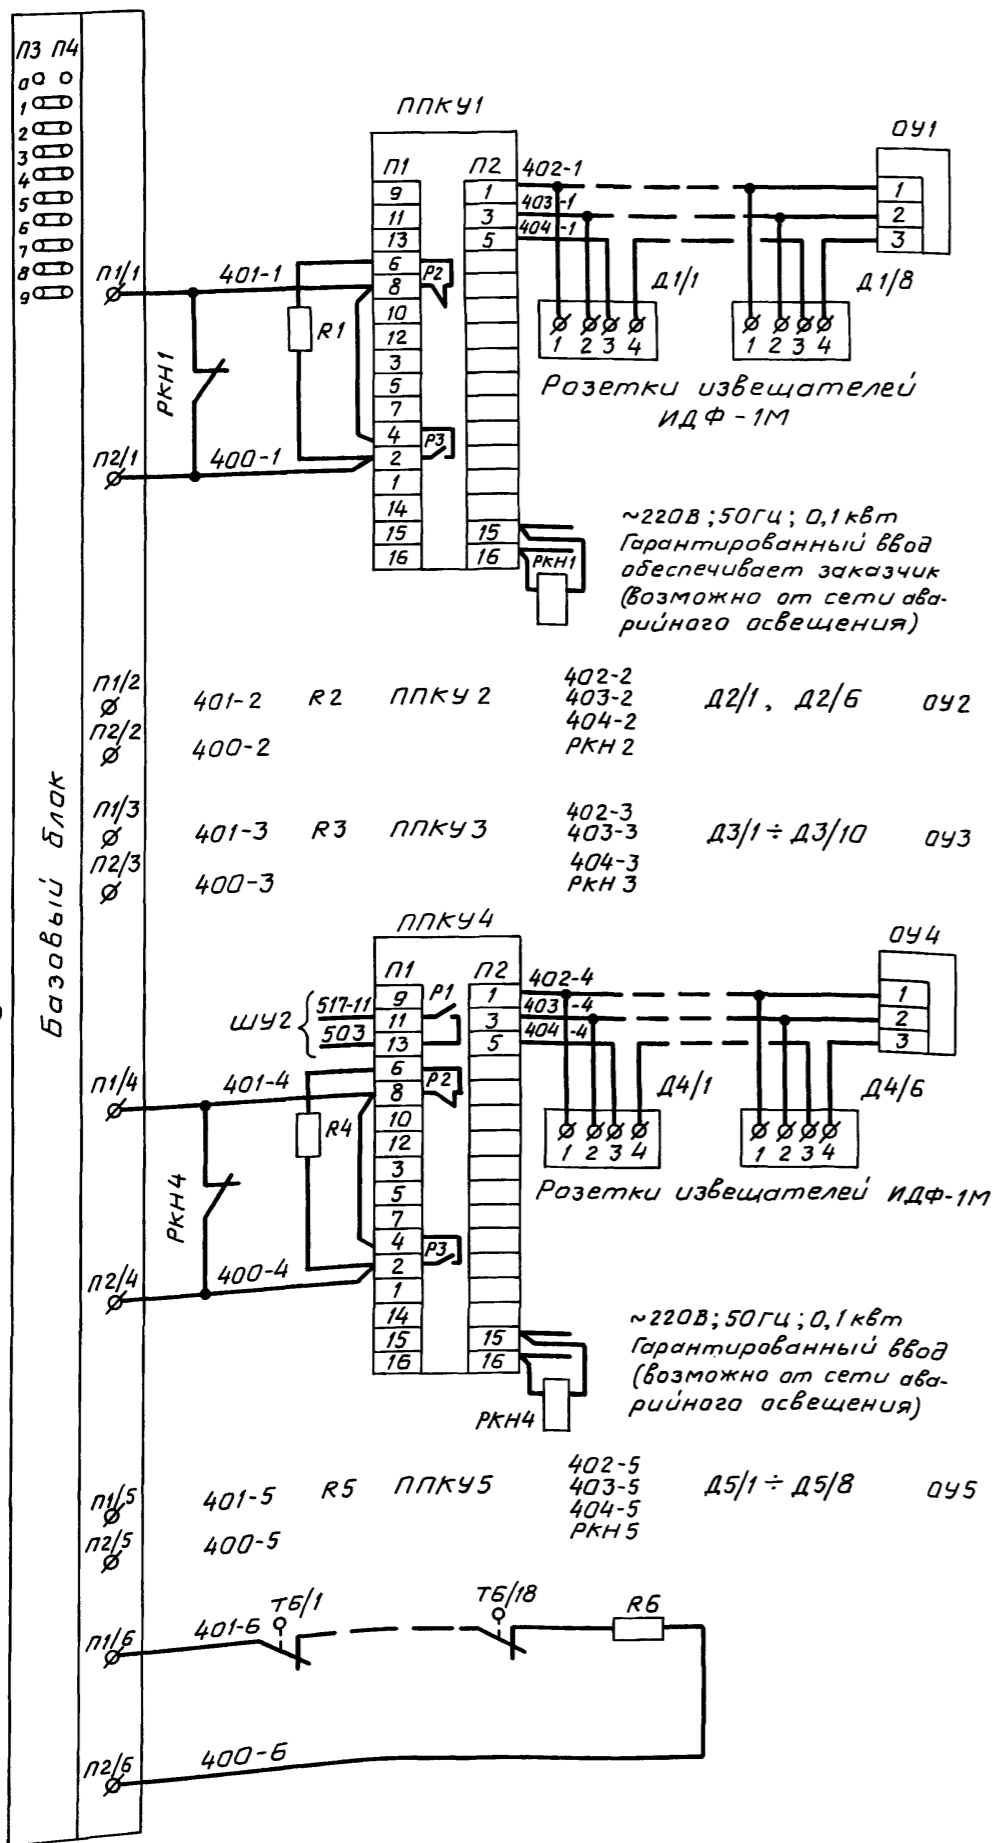 П3 П4
0
1
2
3
4
5
6
7
8
9
Базовый блок
ППКУ1
ОУ1
П1 П2
9
11
13
6
8
10
12
3
5
7
4
2
1
14
15
16
1
3
5
15
16
Р2
Р3
402-1
403-1
404-1
1
2
3
П1/1
401-1
R1
РКН1
П2/1
400-1
Д1/1
Д1/8
1 2 3 4
1 2 3 4
Розетки извещателей
ИДФ-1М
РКН1
~220В; 50Гц; 0,1 квт
Гарантированный ввод
обеспечивает заказчик
(возможно от сети ава-
рийного освещения)
П1/2
401-2 R2 ППКУ2
402-2
403-2
404-2
РКН2
Д2/1, Д2/6 ОУ2
П2/2
400-2
П1/3
401-3 R3 ППКУ3
402-3
403-3
404-3
РКН3
Д3/1 ÷ Д3/10 ОУ3
П2/3
400-3
ППКУ4
ОУ4
П1 П2
9
11
13
6
8
10
12
3
5
7
4
2
1
14
15
16
1
3
5
15
16
Р1
Р2
Р3
ШУ2
517-11
503
402-4
403-4
404-4
1
2
3
П1/4
401-4
R4
РКН4
П2/4
400-4
Д4/1
Д4/6
1 2 3 4
1 2 3 4
Розетки извещателей ИДФ-1М
РКН4
~220В; 50Гц; 0,1 квт
Гарантированный ввод
(возможно от сети ава-
рийного освещения)
П1/5
401-5 R5 ППКУ5
402-5
403-5
404-5
РКН5
Д5/1 ÷ Д5/8 ОУ5
П2/5
400-5
Т6/1
Т6/18
R6
П1/6
401-6
П2/6
400-6